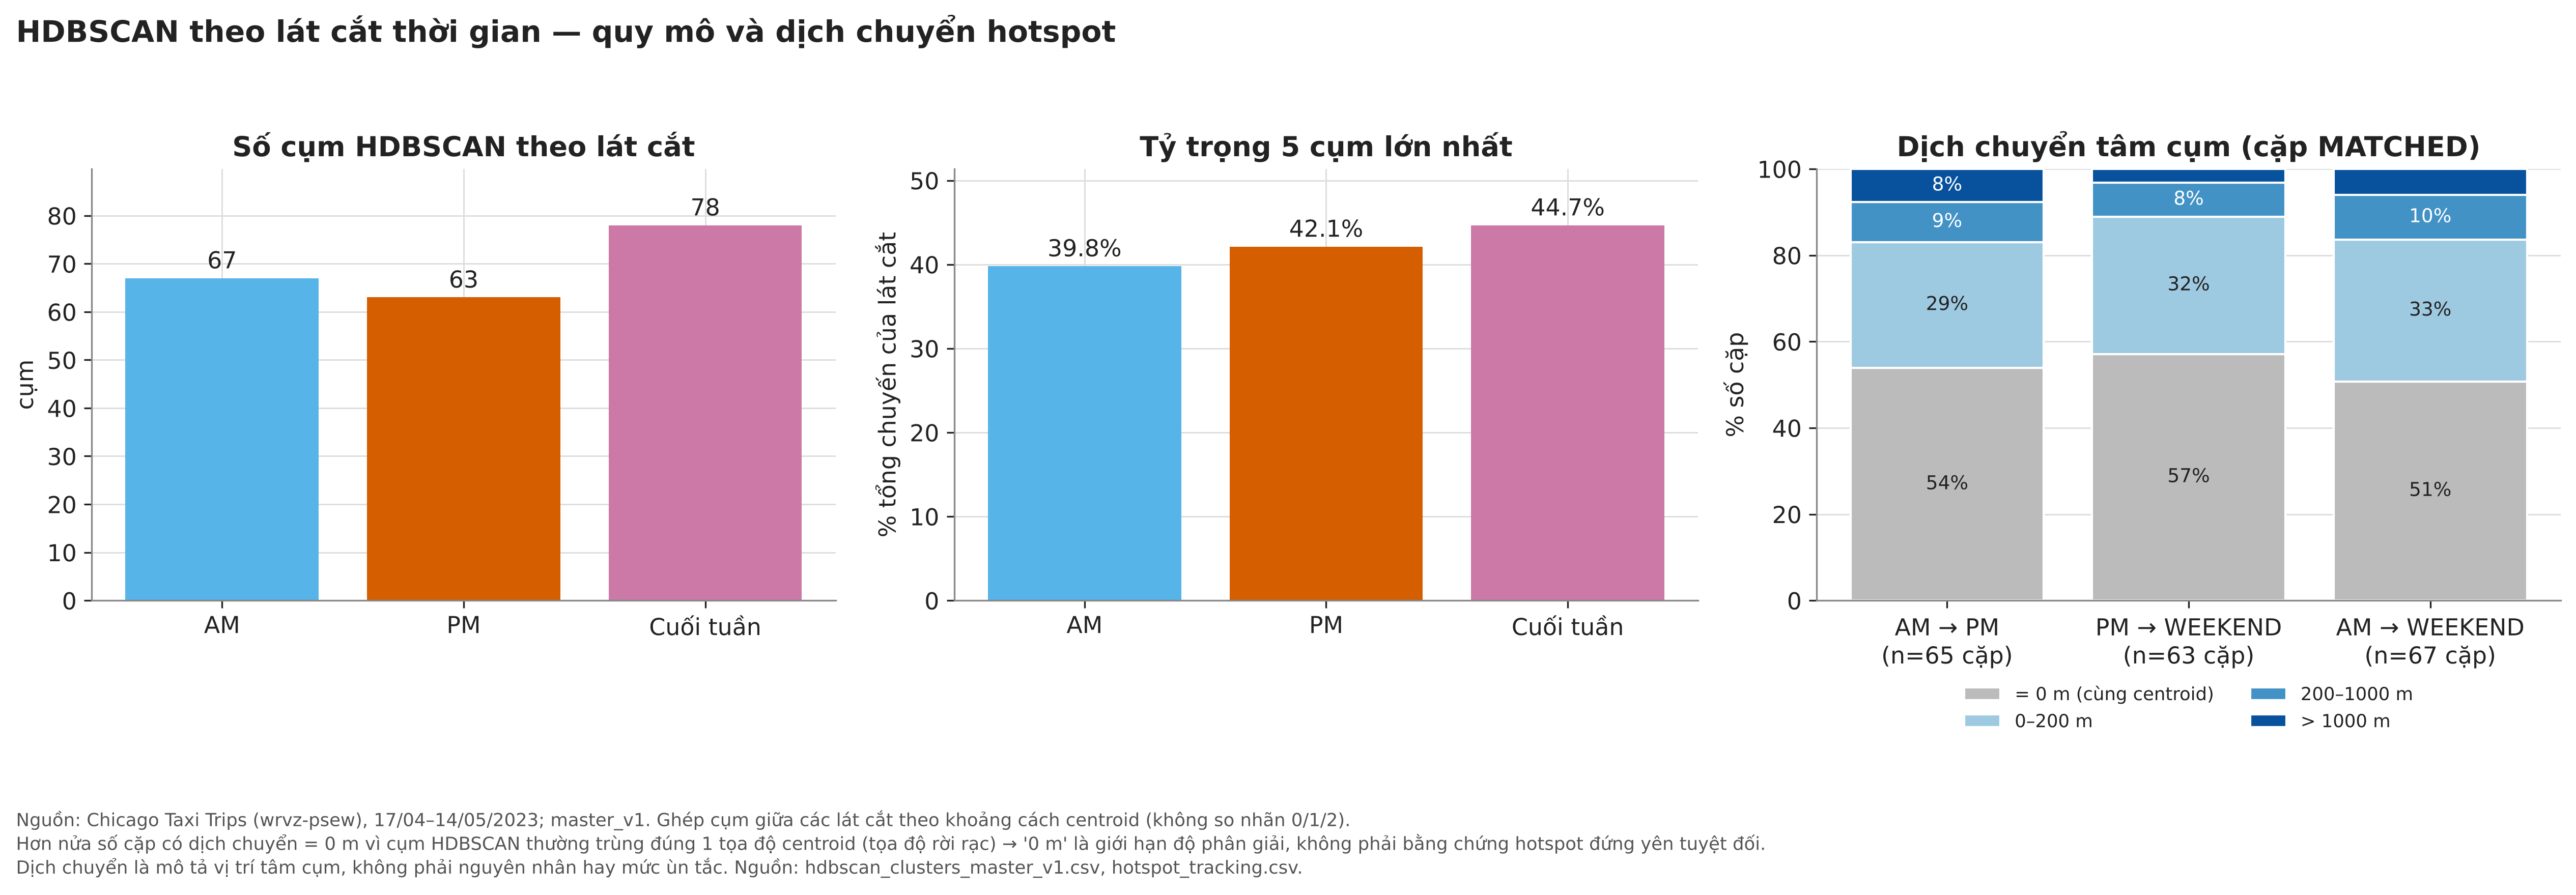 HDBSCAN theo lát cắt thời gian — quy mô và dịch chuyển hotspot
Số cụm HDBSCAN theo lát cắt
cụm
80
70
60
50
40
30
20
10
0
67
63
78
AM
PM
Cuối tuần
Tỷ trọng 5 cụm lớn nhất
% tổng chuyến của lát cắt
50
40
30
20
10
0
39.8%
42.1%
44.7%
AM
PM
Cuối tuần
Dịch chuyển tâm cụm (cặp MATCHED)
% số cặp
100
80
60
40
20
0
8%
9%
29%
54%
8%
32%
57%
10%
33%
51%
AM → PM
(n=65 cặp)
PM → WEEKEND
(n=63 cặp)
AM → WEEKEND
(n=67 cặp)
= 0 m (cùng centroid)
0–200 m
200–1000 m
> 1000 m
Nguồn: Chicago Taxi Trips (wrvz-psew), 17/04–14/05/2023; master_v1. Ghép cụm giữa các lát cắt theo khoảng cách centroid (không so nhãn 0/1/2).
Hơn nửa số cặp có dịch chuyển = 0 m vì cụm HDBSCAN thường trùng đúng 1 tọa độ centroid (tọa độ rời rạc) → '0 m' là giới hạn độ phân giải, không phải bằng chứng hotspot đứng yên tuyệt đối.
Dịch chuyển là mô tả vị trí tâm cụm, không phải nguyên nhân hay mức ùn tắc. Nguồn: hdbscan_clusters_master_v1.csv, hotspot_tracking.csv.